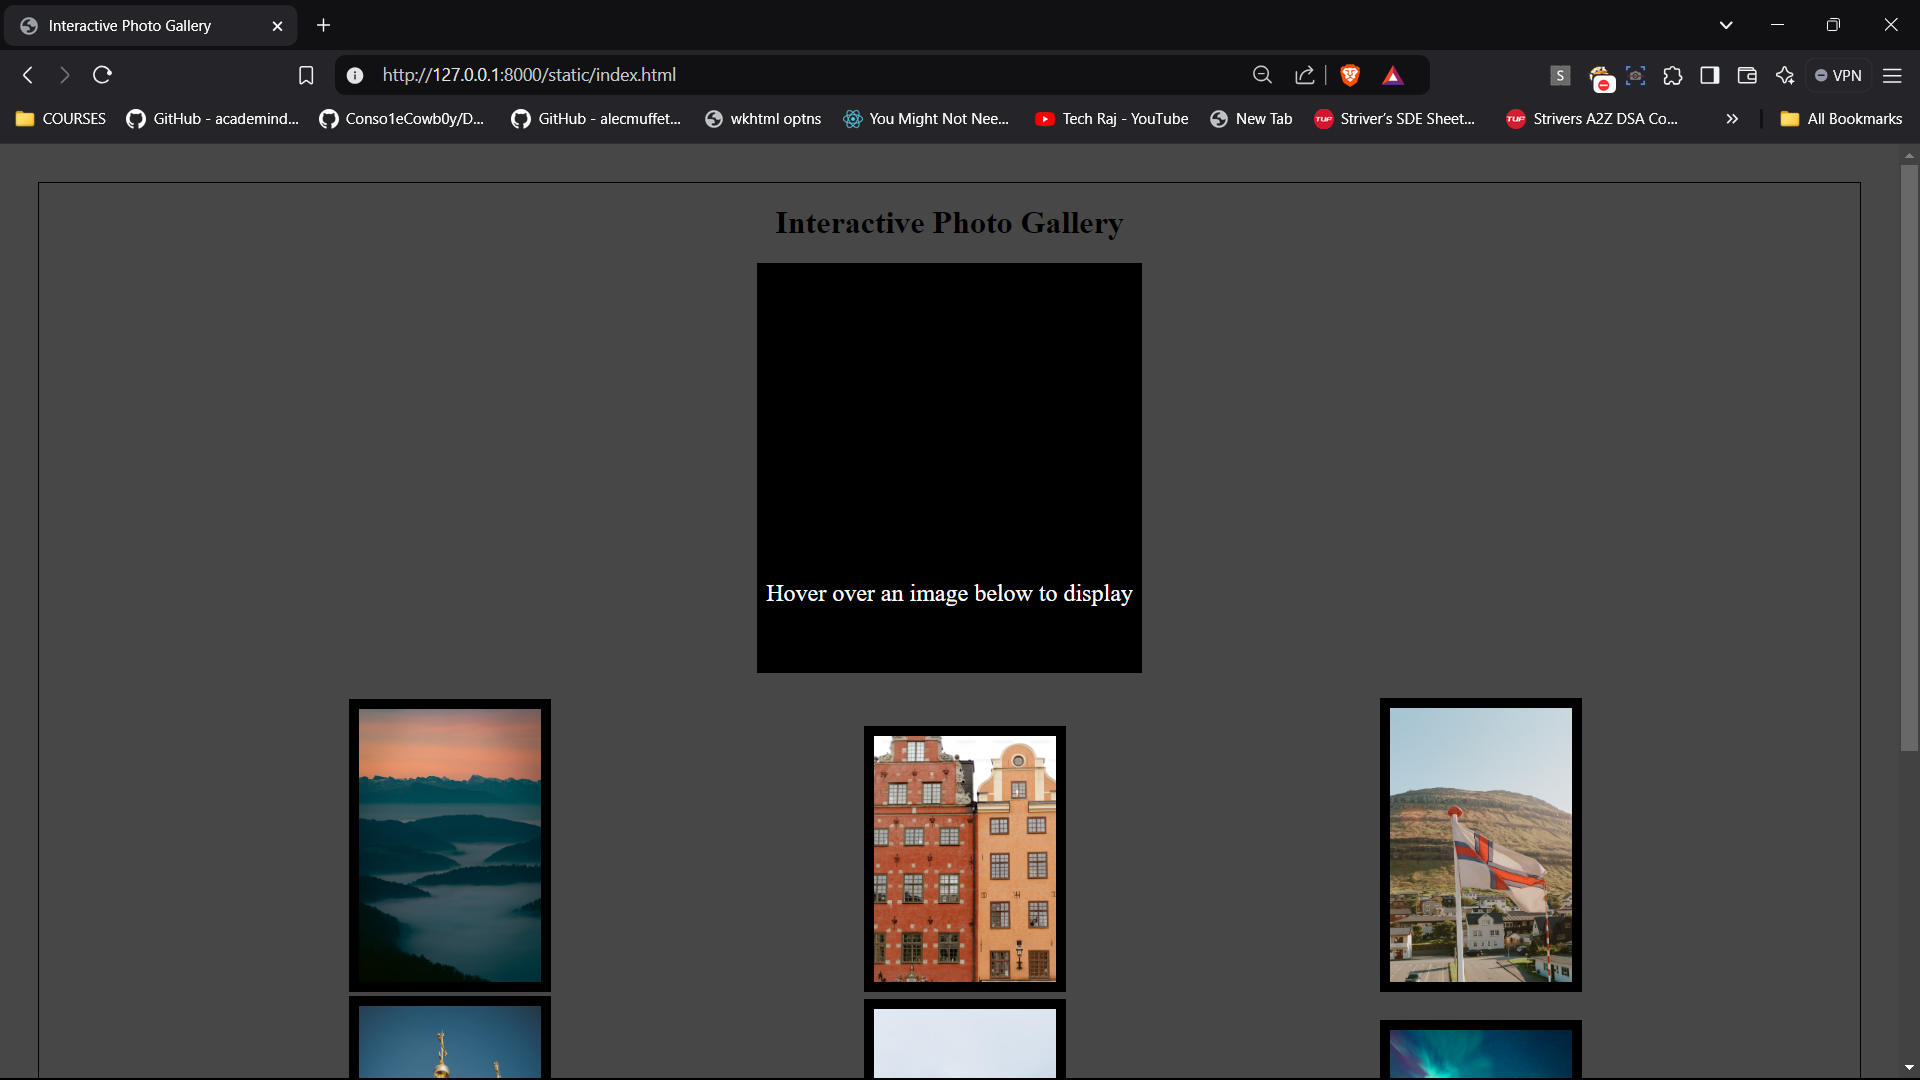 Interactive Photo Gallery
http://127.0.0.1:8000/static/index.html
S
VPN
COURSES
GitHub - academind...
Conso1eCowb0y/D...
GitHub - alecmuffet...
wkhtml optns
You Might Not Nee...
Tech Raj - YouTube
New Tab
TUF
Striver's SDE Sheet...
TUF
Strivers A2Z DSA Co...
All Bookmarks
Interactive Photo Gallery
Hover over an image below to display